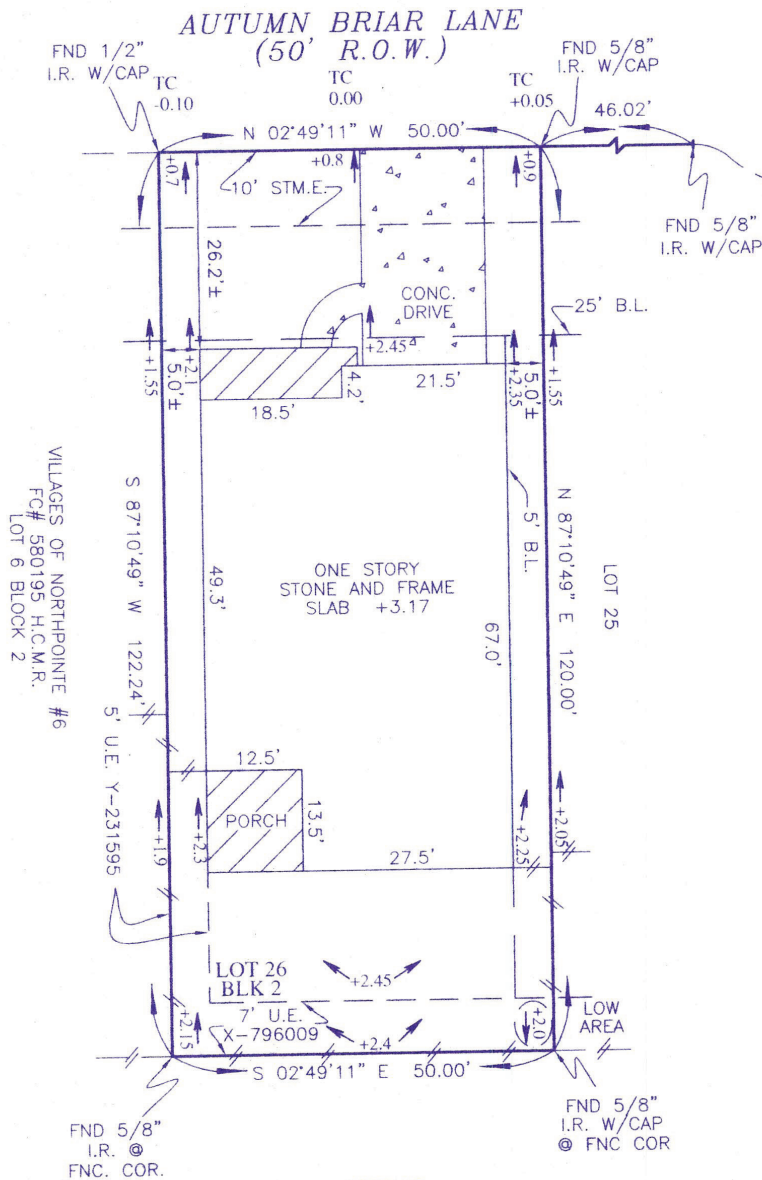 AUTUMN BRIAR LANE
(50' R.O.W.)
FND 1/2"
I.R. W/CAP
TC
-0.10
TC
0.00
TC
+0.05
FND 5/8"
I.R. W/CAP
46.02'
N 02°49'11" W 50.00'
+0.7
+0.8
+0.9
10' STM.E.
FND 5/8"
I.R. W/CAP
26.2'±
CONC.
DRIVE
25' B.L.
+1.55
+2.1
5.0'±
+2.45
+2.35
5.0'±
+1.55
4.2'
18.5'
21.5'
VILLAGES OF NORTHPOINTE #6
FC# 580195 H.C.M.R.
LOT 6 BLOCK 2
S 87°10'49" W 122.24'
49.3'
ONE STORY
STONE AND FRAME
SLAB +3.17
67.0'
5' B.L.
N 87°10'49" E 120.00'
LOT 25
5' U.E. Y-231595
12.5'
13.5'
PORCH
+1.9
+2.3
+2.25
+2.05
27.5'
LOT 26
BLK 2
+2.45
7' U.E.
X-796009
+2.15
+2.4
+2.0
LOW
AREA
S 02°49'11" E 50.00'
FND 5/8"
I.R. @
FNC. COR.
FND 5/8"
I.R. W/CAP
@ FNC COR